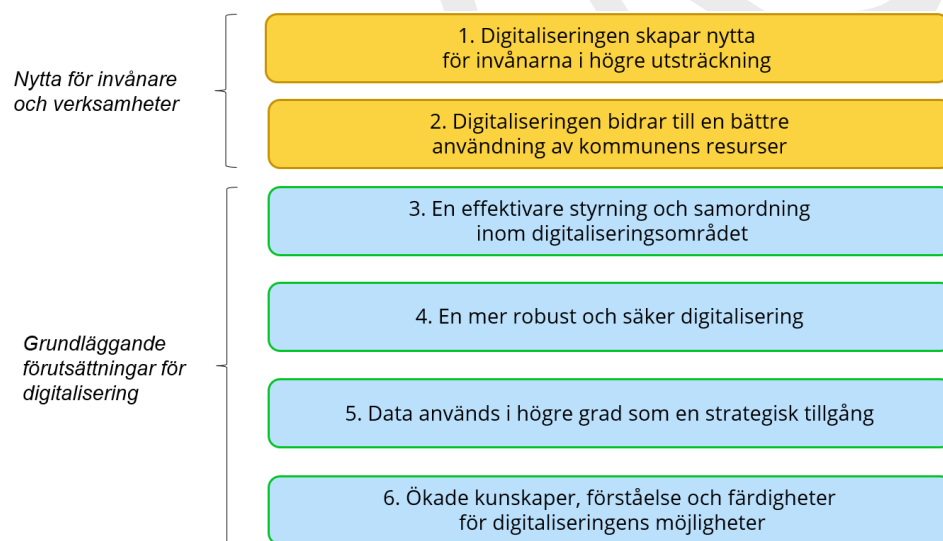 Nytta för invånare
och verksamheter
1. Digitaliseringen skapar nytta
för invånarna i högre utsträckning
2. Digitaliseringen bidrar till en bättre
användning av kommunens resurser
Grundläggande
förutsättningar för
digitalisering
3. En effektivare styrning och samordning
inom digitaliseringsområdet
4. En mer robust och säker digitalisering
5. Data används i högre grad som en strategisk tillgång
6. Ökade kunskaper, förståelse och färdigheter
för digitaliseringens möjligheter